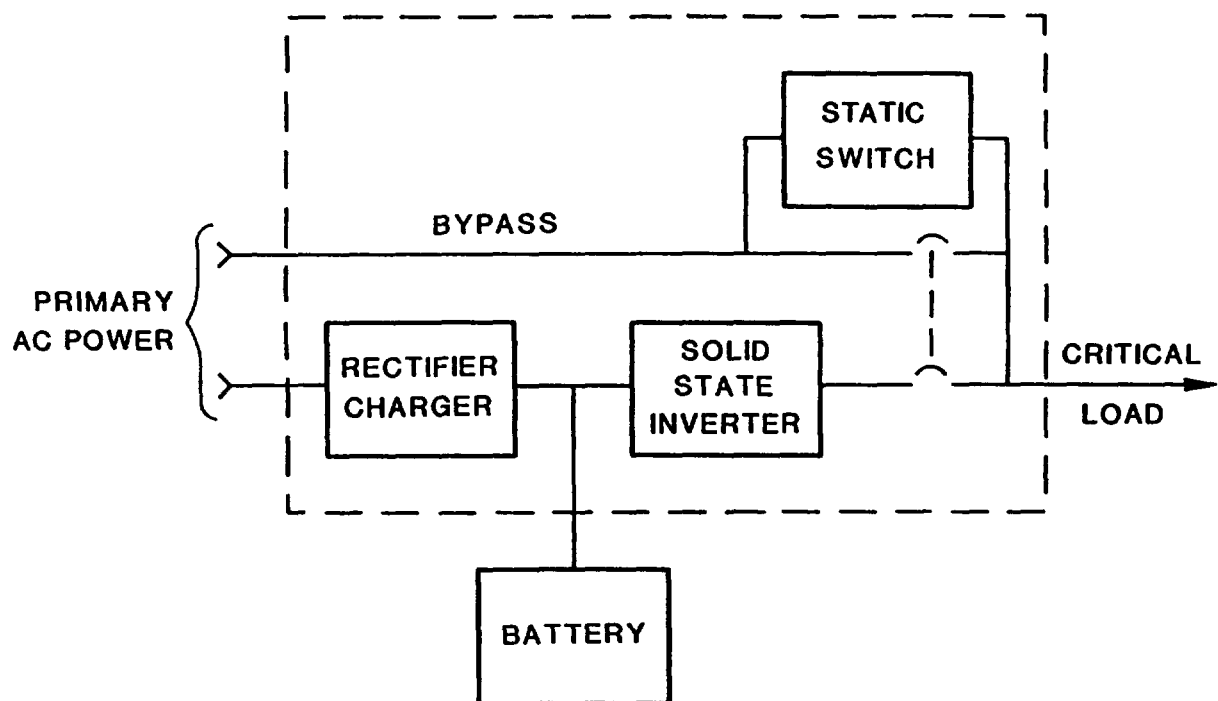 STATIC
SWITCH
BYPASS
PRIMARY
AC POWER
RECTIFIER
CHARGER
SOLID
STATE
INVERTER
CRITICAL
LOAD
BATTERY